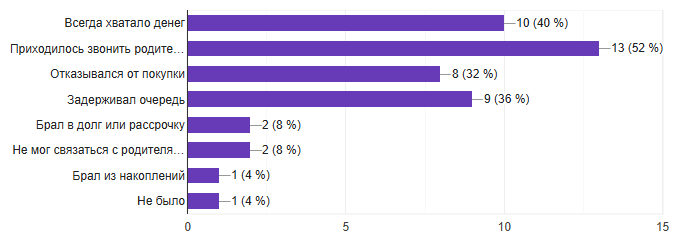 Всегда хватало денег 10 (40 %)
Приходилось звонить родите… 13 (52 %)
Отказывался от покупки 8 (32 %)
Задерживал очередь 9 (36 %)
Брал в долг или рассрочку 2 (8 %)
Не мог связаться с родителя… 2 (8 %)
Брал из накоплений 1 (4 %)
Не было 1 (4 %)
0 5 10 15